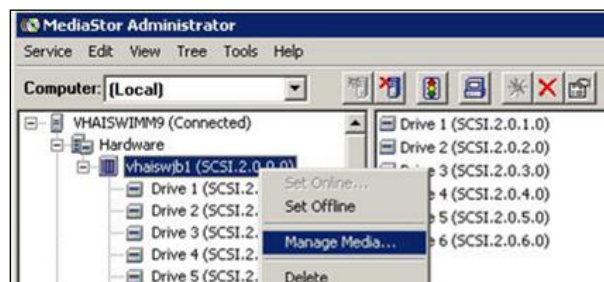 MediaStor Administrator
Service Edit View Tree Tools Help
Computer: (Local)
VHAISWIMM9 (Connected)
Hardware
vhaiswjb1 (SCSI.2.0.0.0)
Drive 1 (SCSI.2.
Drive 2 (SCSI.2.
Drive 3 (SCSI.2.
Drive 4 (SCSI.2.
Drive 5 (SCSI.2.
Set Online...
Set Offline
Manage Media...
Delete
Drive 1 (SCSI.2.0.1.0)
Drive 2 (SCSI.2.0.2.0)
3 (SCSI.2.0.3.0)
4 (SCSI.2.0.4.0)
5 (SCSI.2.0.5.0)
6 (SCSI.2.0.6.0)